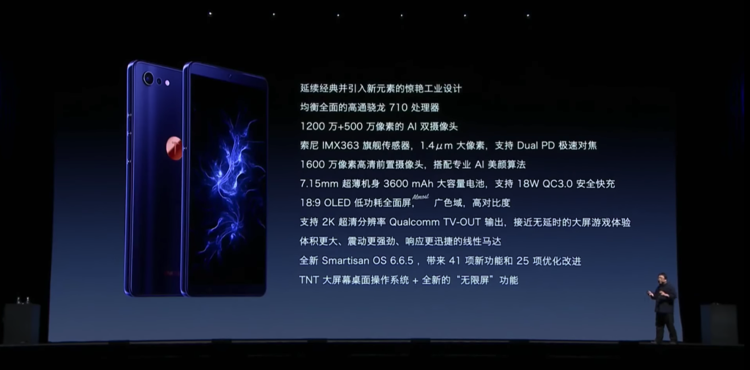 延续经典并引入新元素的惊艳工业设计
均衡全面的高通骁龙 710 处理器
1200 万+500 万像素的 AI 双摄像头
索尼 IMX363 旗舰传感器，1.4μm 大像素，支持 Dual PD 极速对焦
1600 万像素高清前置摄像头，搭配专业 AI 美颜算法
7.15mm 超薄机身 3600 mAh 大容量电池，支持 18W QC3.0 安全快充
18:9 OLED 低功耗全面屏，Almost 广色域，高对比度
支持 2K 超清分辨率 Qualcomm TV-OUT 输出，接近无延时的大屏游戏体验
体积更大、震动更强劲、响应更迅捷的线性马达
全新 Smartisan OS 6.6.5 ，带来 41 项新功能和 25 项优化改进
TNT 大屏幕桌面操作系统 + 全新的“无限屏”功能